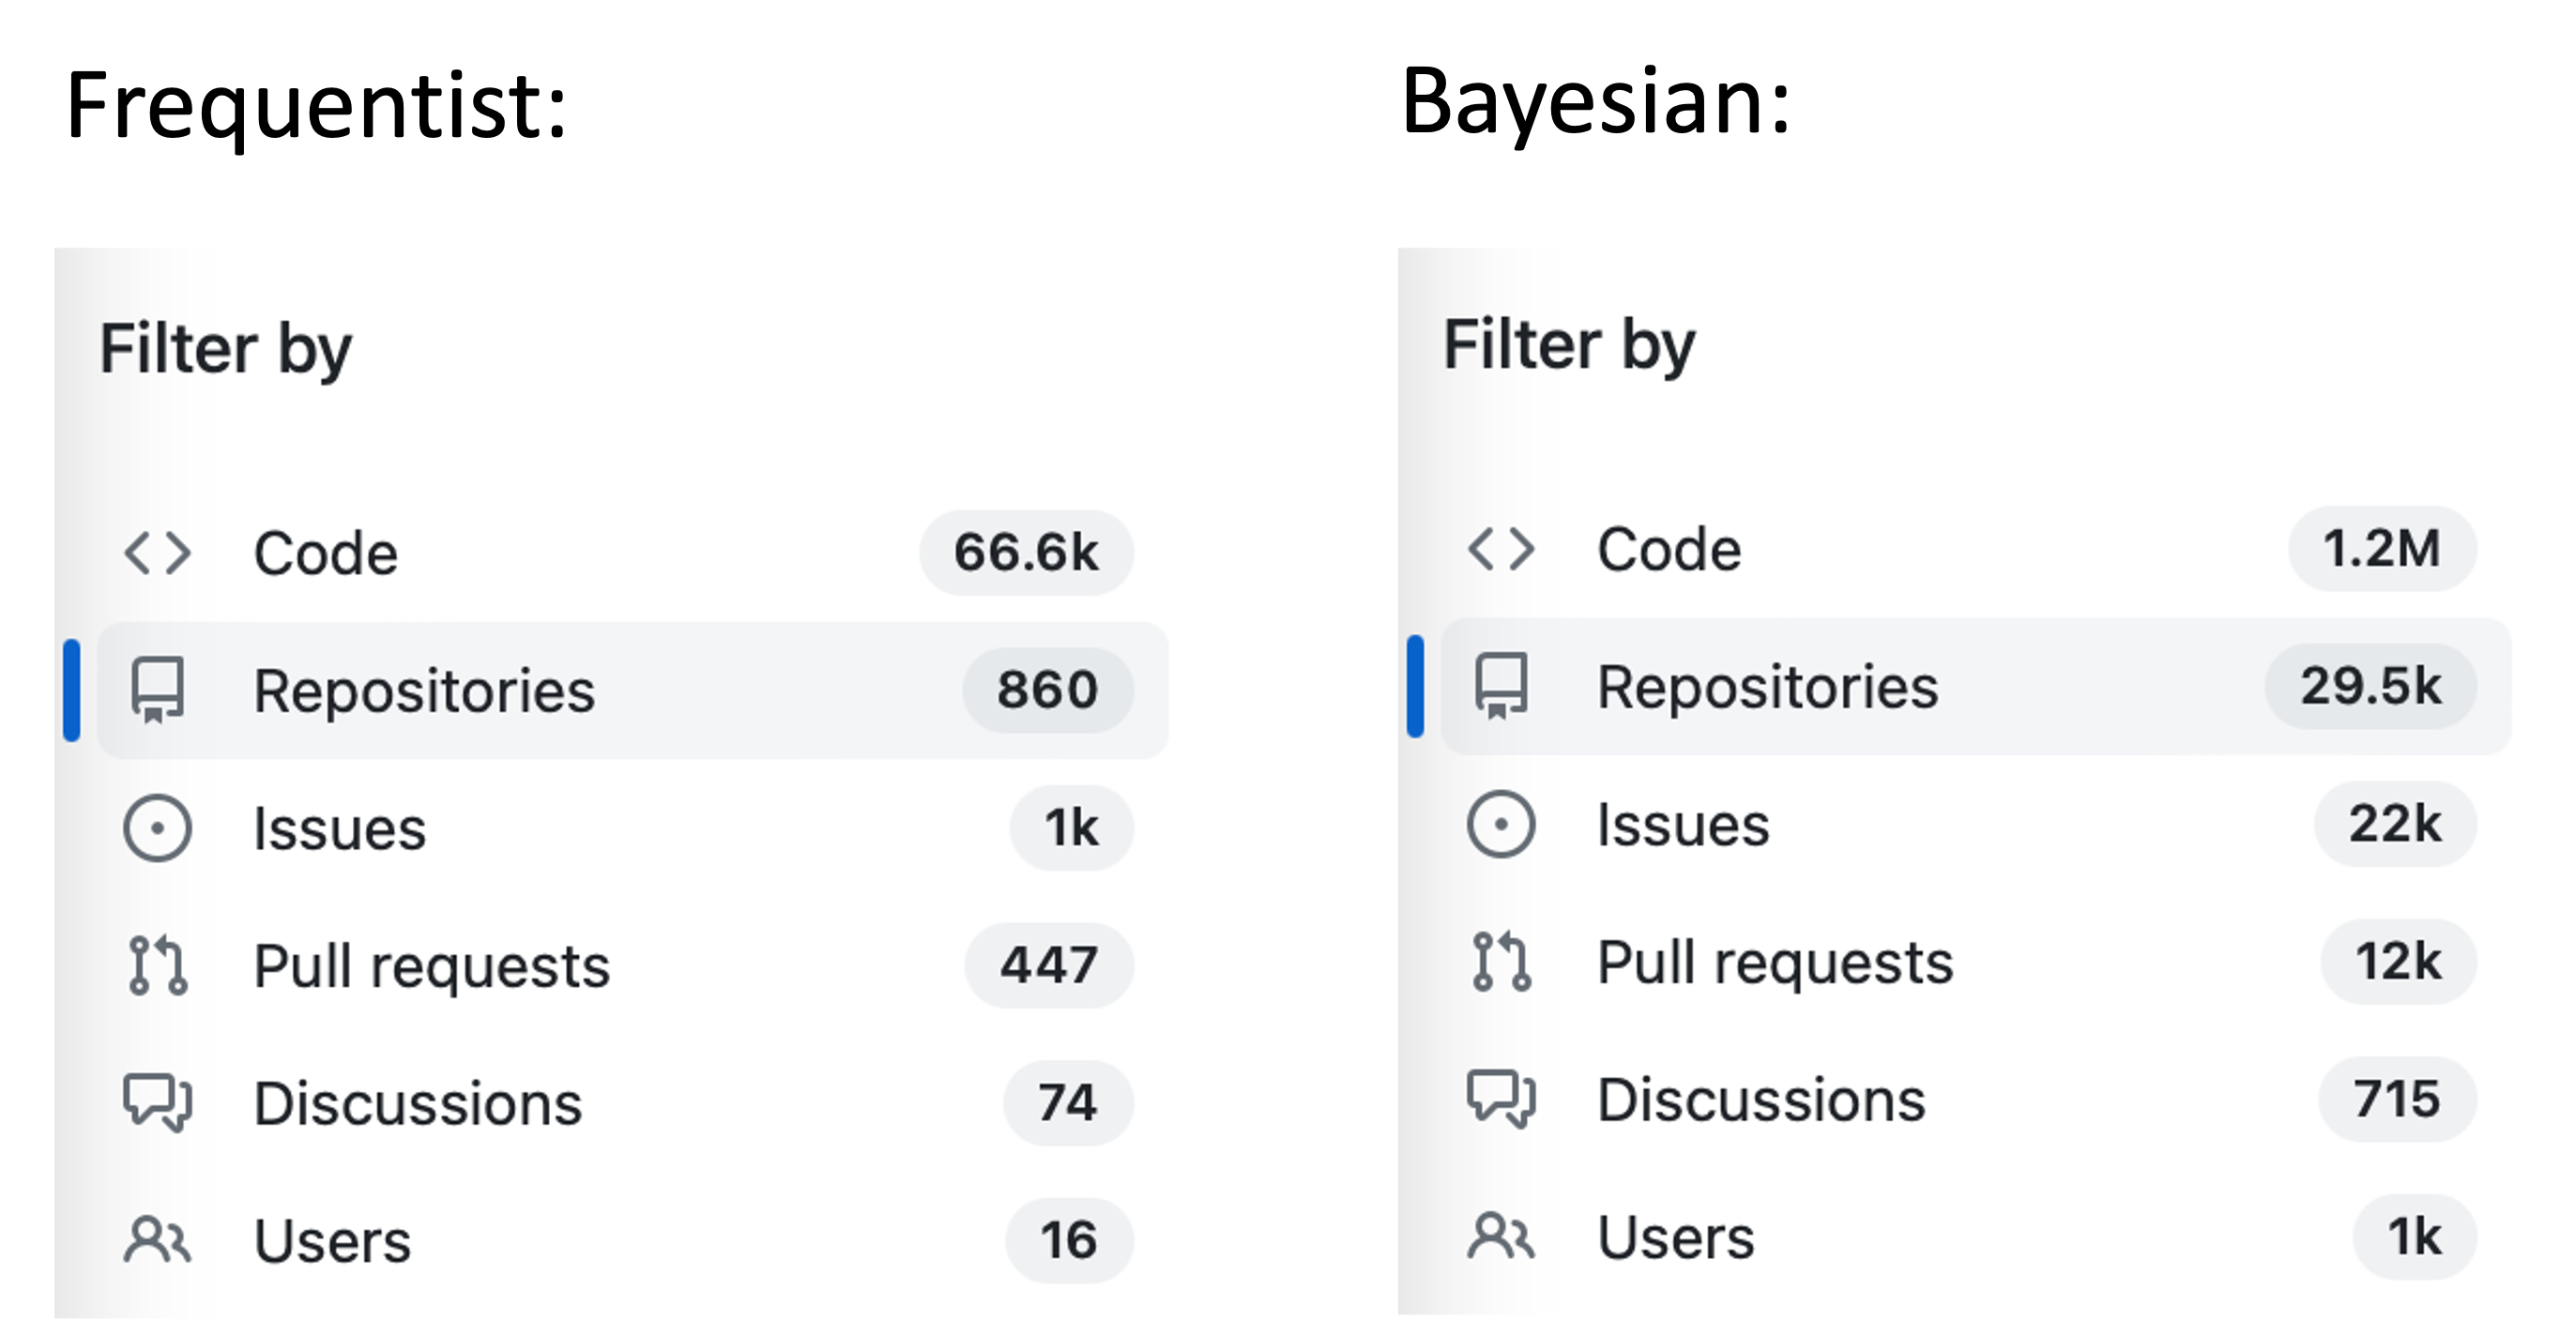 Frequentist:
Filter by
Code 66.6k
Repositories 860
Issues 1k
Pull requests 447
Discussions 74
Users 16
Bayesian:
Filter by
Code 1.2M
Repositories 29.5k
Issues 22k
Pull requests 12k
Discussions 715
Users 1k